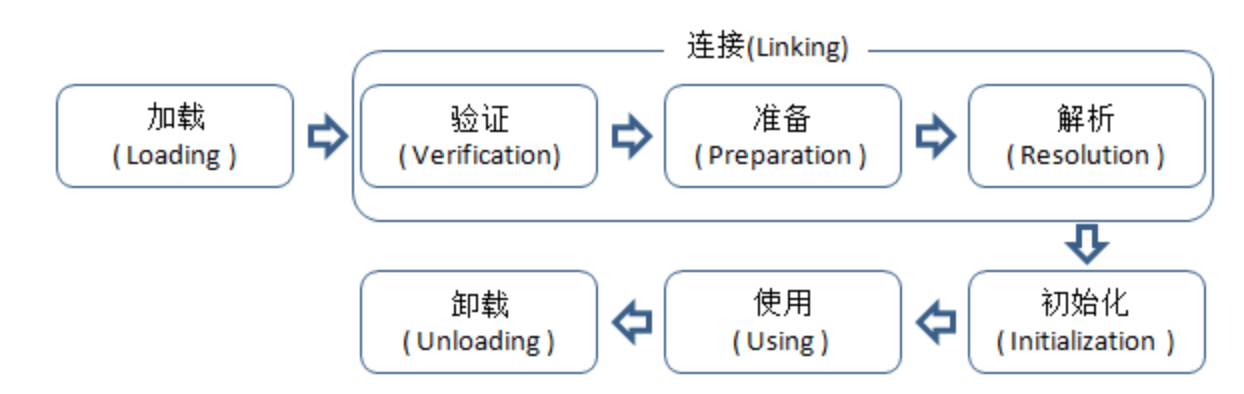 连接(Linking)
加载
( Loading )
验证
( Verification)
准备
( Preparation )
解析
( Resolution )
初始化
( Initialization )
使用
( Using )
卸载
( Unloading )